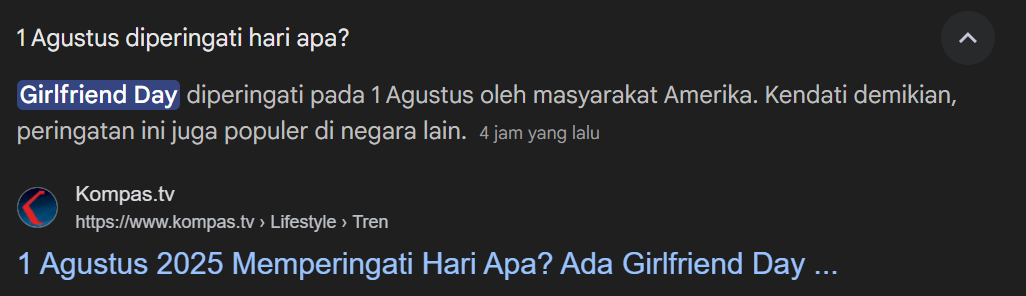 1 Agustus diperingati hari apa?
Girlfriend Day diperingati pada 1 Agustus oleh masyarakat Amerika. Kendati demikian,
peringatan ini juga populer di negara lain. 4 jam yang lalu
Kompas.tv
https://www.kompas.tv › Lifestyle › Tren
1 Agustus 2025 Memperingati Hari Apa? Ada Girlfriend Day ...